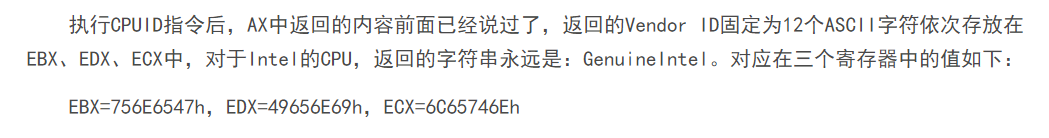 执行CPUID指令后，AX中返回的内容前面已经说过了，返回的Vendor ID固定为12个ASCII字符依次存放在
EBX、EDX、ECX中，对于Intel的CPU，返回的字符串永远是：GenuineIntel。对应在三个寄存器中的值如下：
EBX=756E6547h，EDX=49656E69h，ECX=6C65746Eh